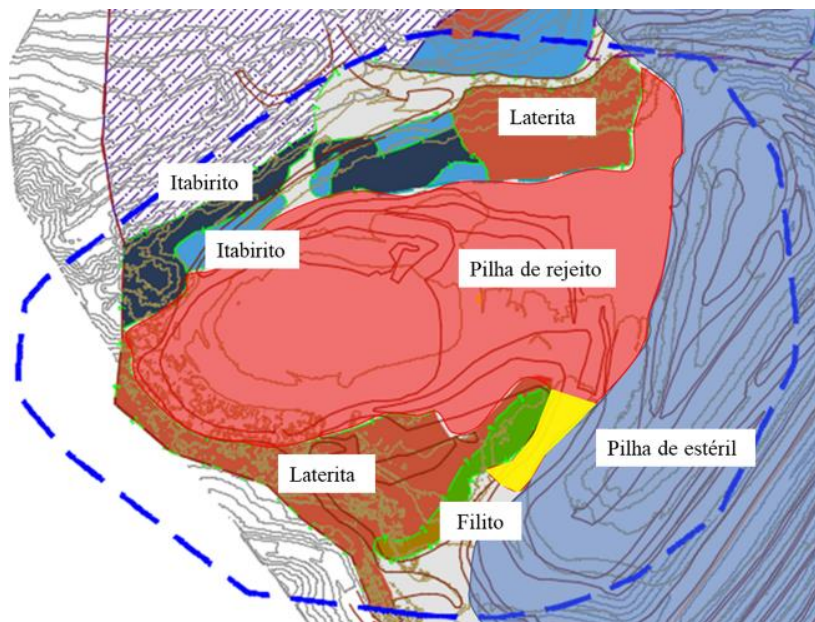 Laterita
Itabirito
Itabirito
Pilha de rejeito
Pilha de estéril
Laterita
Filito